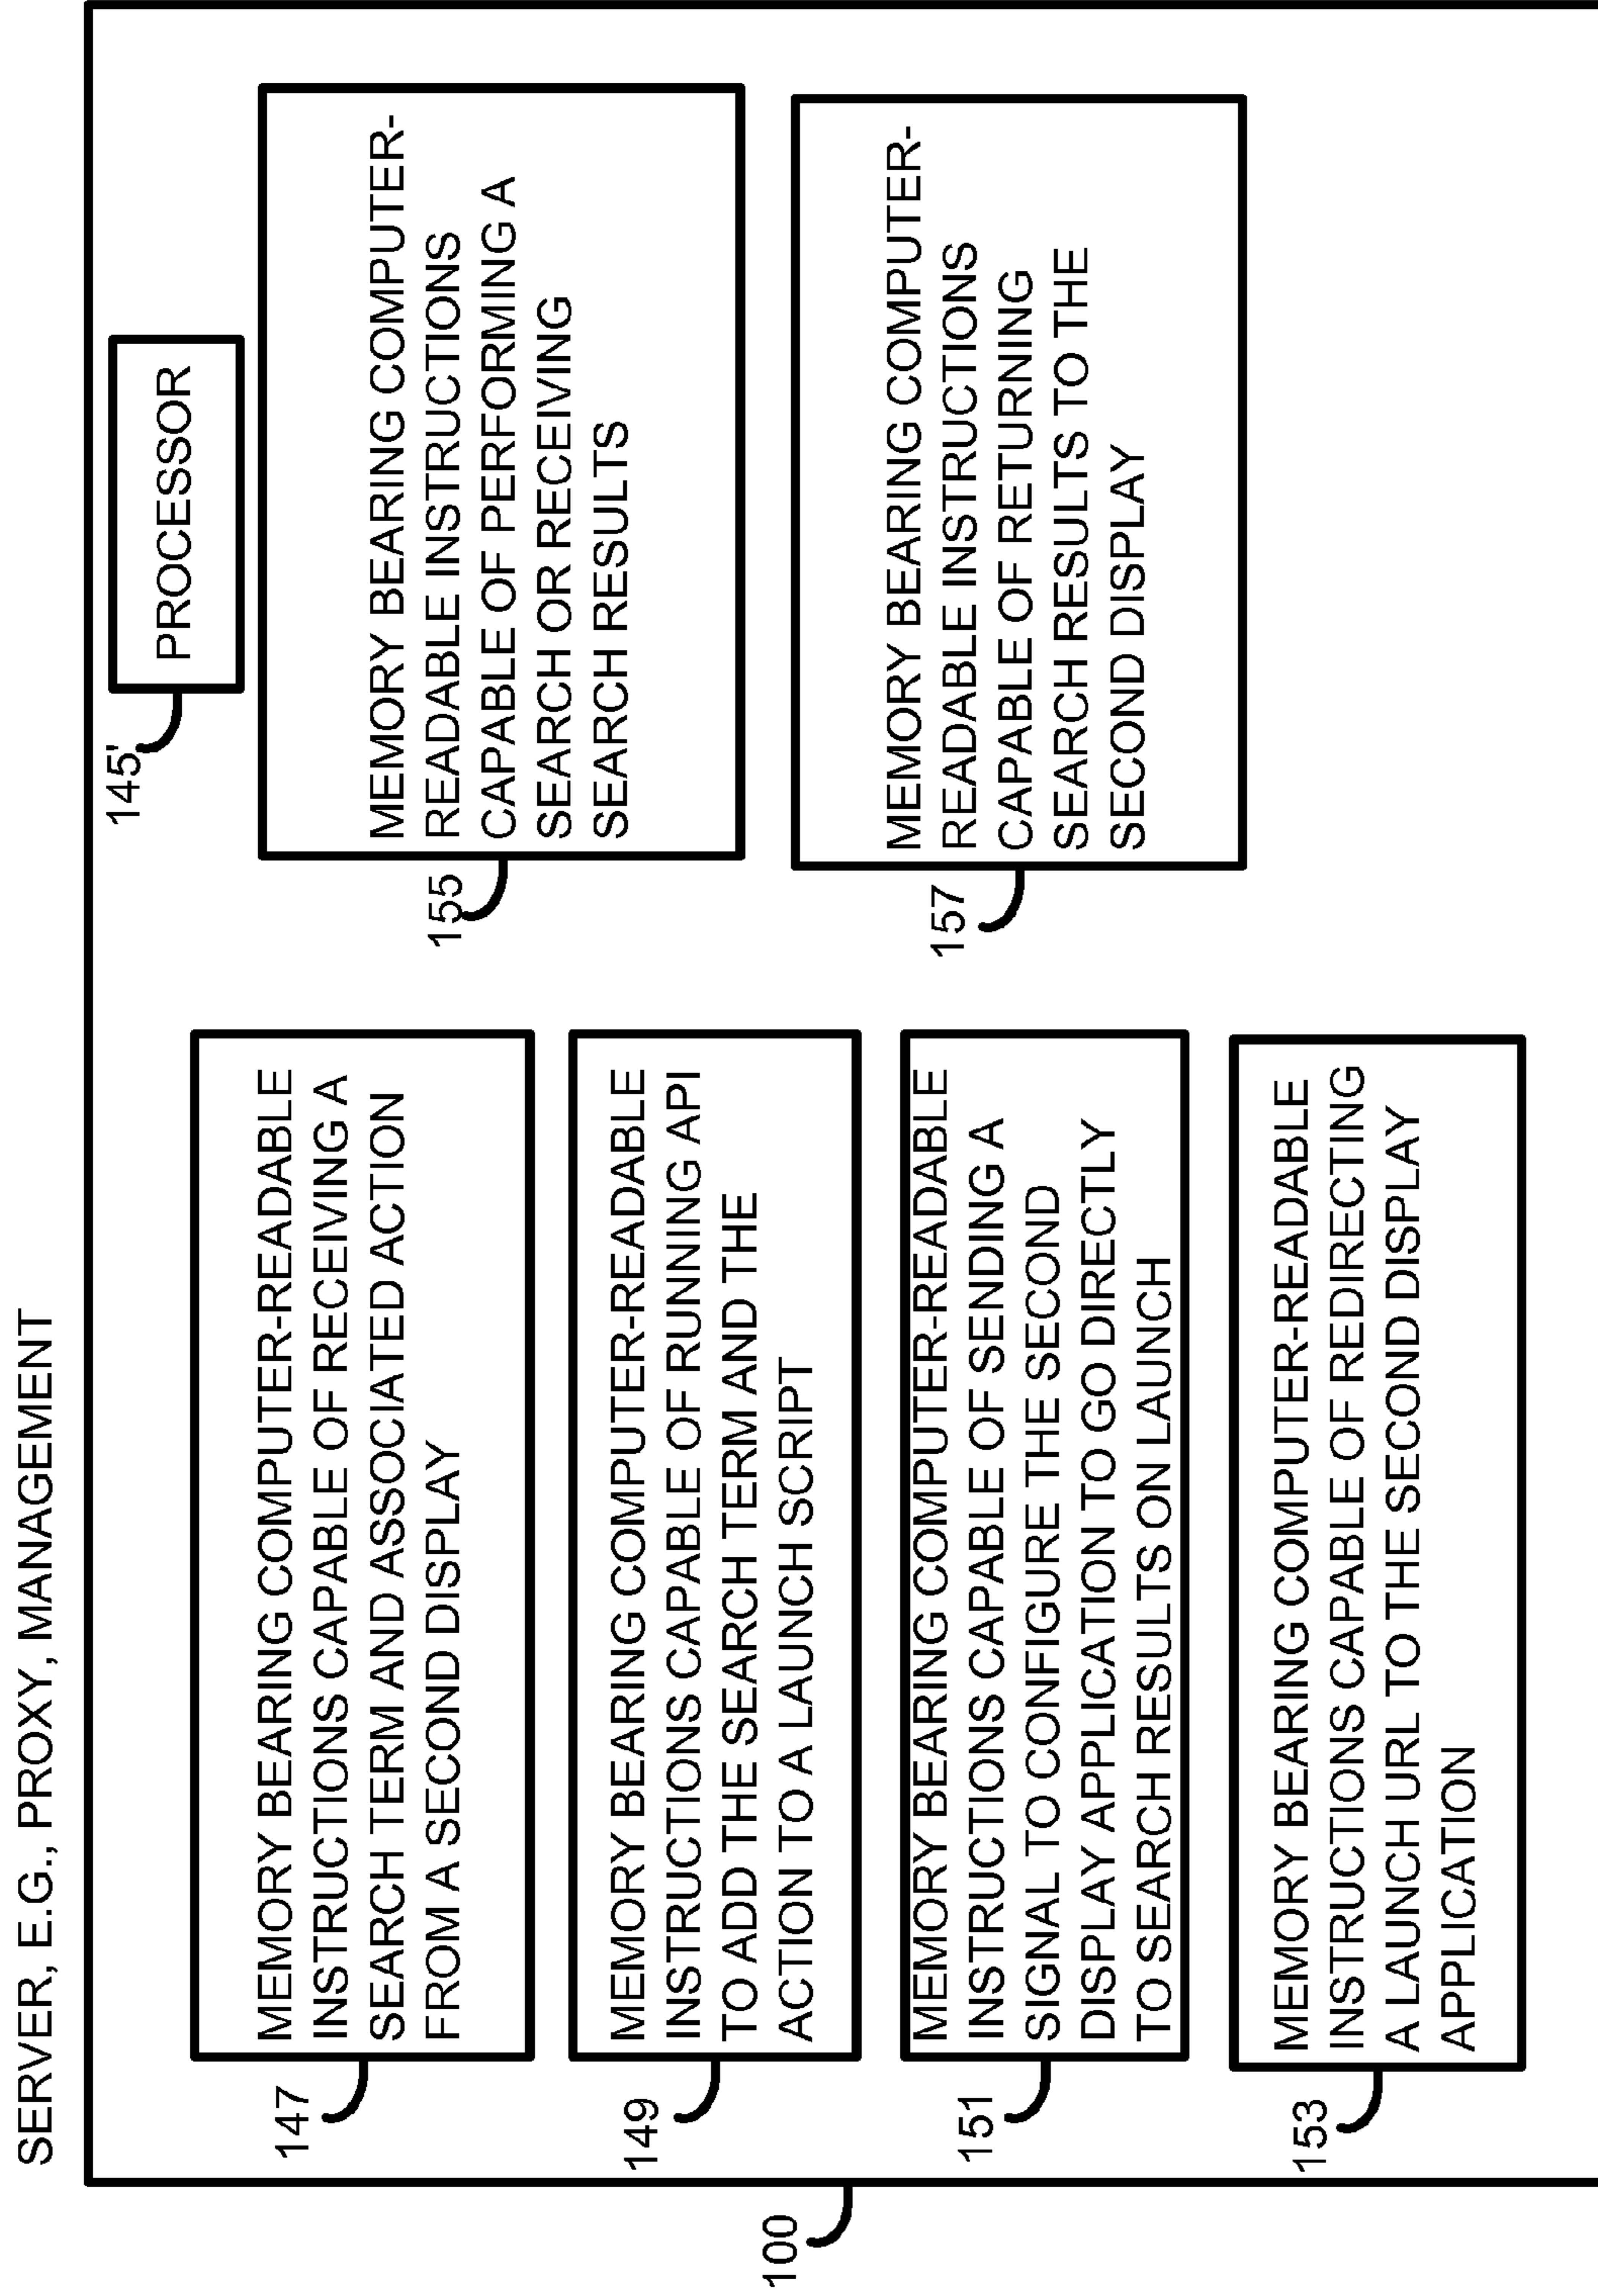 SERVER, E.G., PROXY, MANAGEMENT
100
147
MEMORY BEARING COMPUTER-READABLE
INSTRUCTIONS CAPABLE OF RECEIVING A
SEARCH TERM AND ASSOCIATED ACTION
FROM A SECOND DISPLAY
149
MEMORY BEARING COMPUTER-READABLE
INSTRUCTIONS CAPABLE OF RUNNING API
TO ADD THE SEARCH TERM AND THE
ACTION TO A LAUNCH SCRIPT
151
MEMORY BEARING COMPUTER-READABLE
INSTRUCTIONS CAPABLE OF SENDING A
SIGNAL TO CONFIGURE THE SECOND
DISPLAY APPLICATION TO GO DIRECTLY
TO SEARCH RESULTS ON LAUNCH
153
MEMORY BEARING COMPUTER-READABLE
INSTRUCTIONS CAPABLE OF REDIRECTING
A LAUNCH URL TO THE SECOND DISPLAY
APPLICATION
145'
PROCESSOR
155
MEMORY BEARING COMPUTER-
READABLE INSTRUCTIONS
CAPABLE OF PERFORMING A
SEARCH OR RECEIVING
SEARCH RESULTS
157
MEMORY BEARING COMPUTER-
READABLE INSTRUCTIONS
CAPABLE OF RETURNING
SEARCH RESULTS TO THE
SECOND DISPLAY